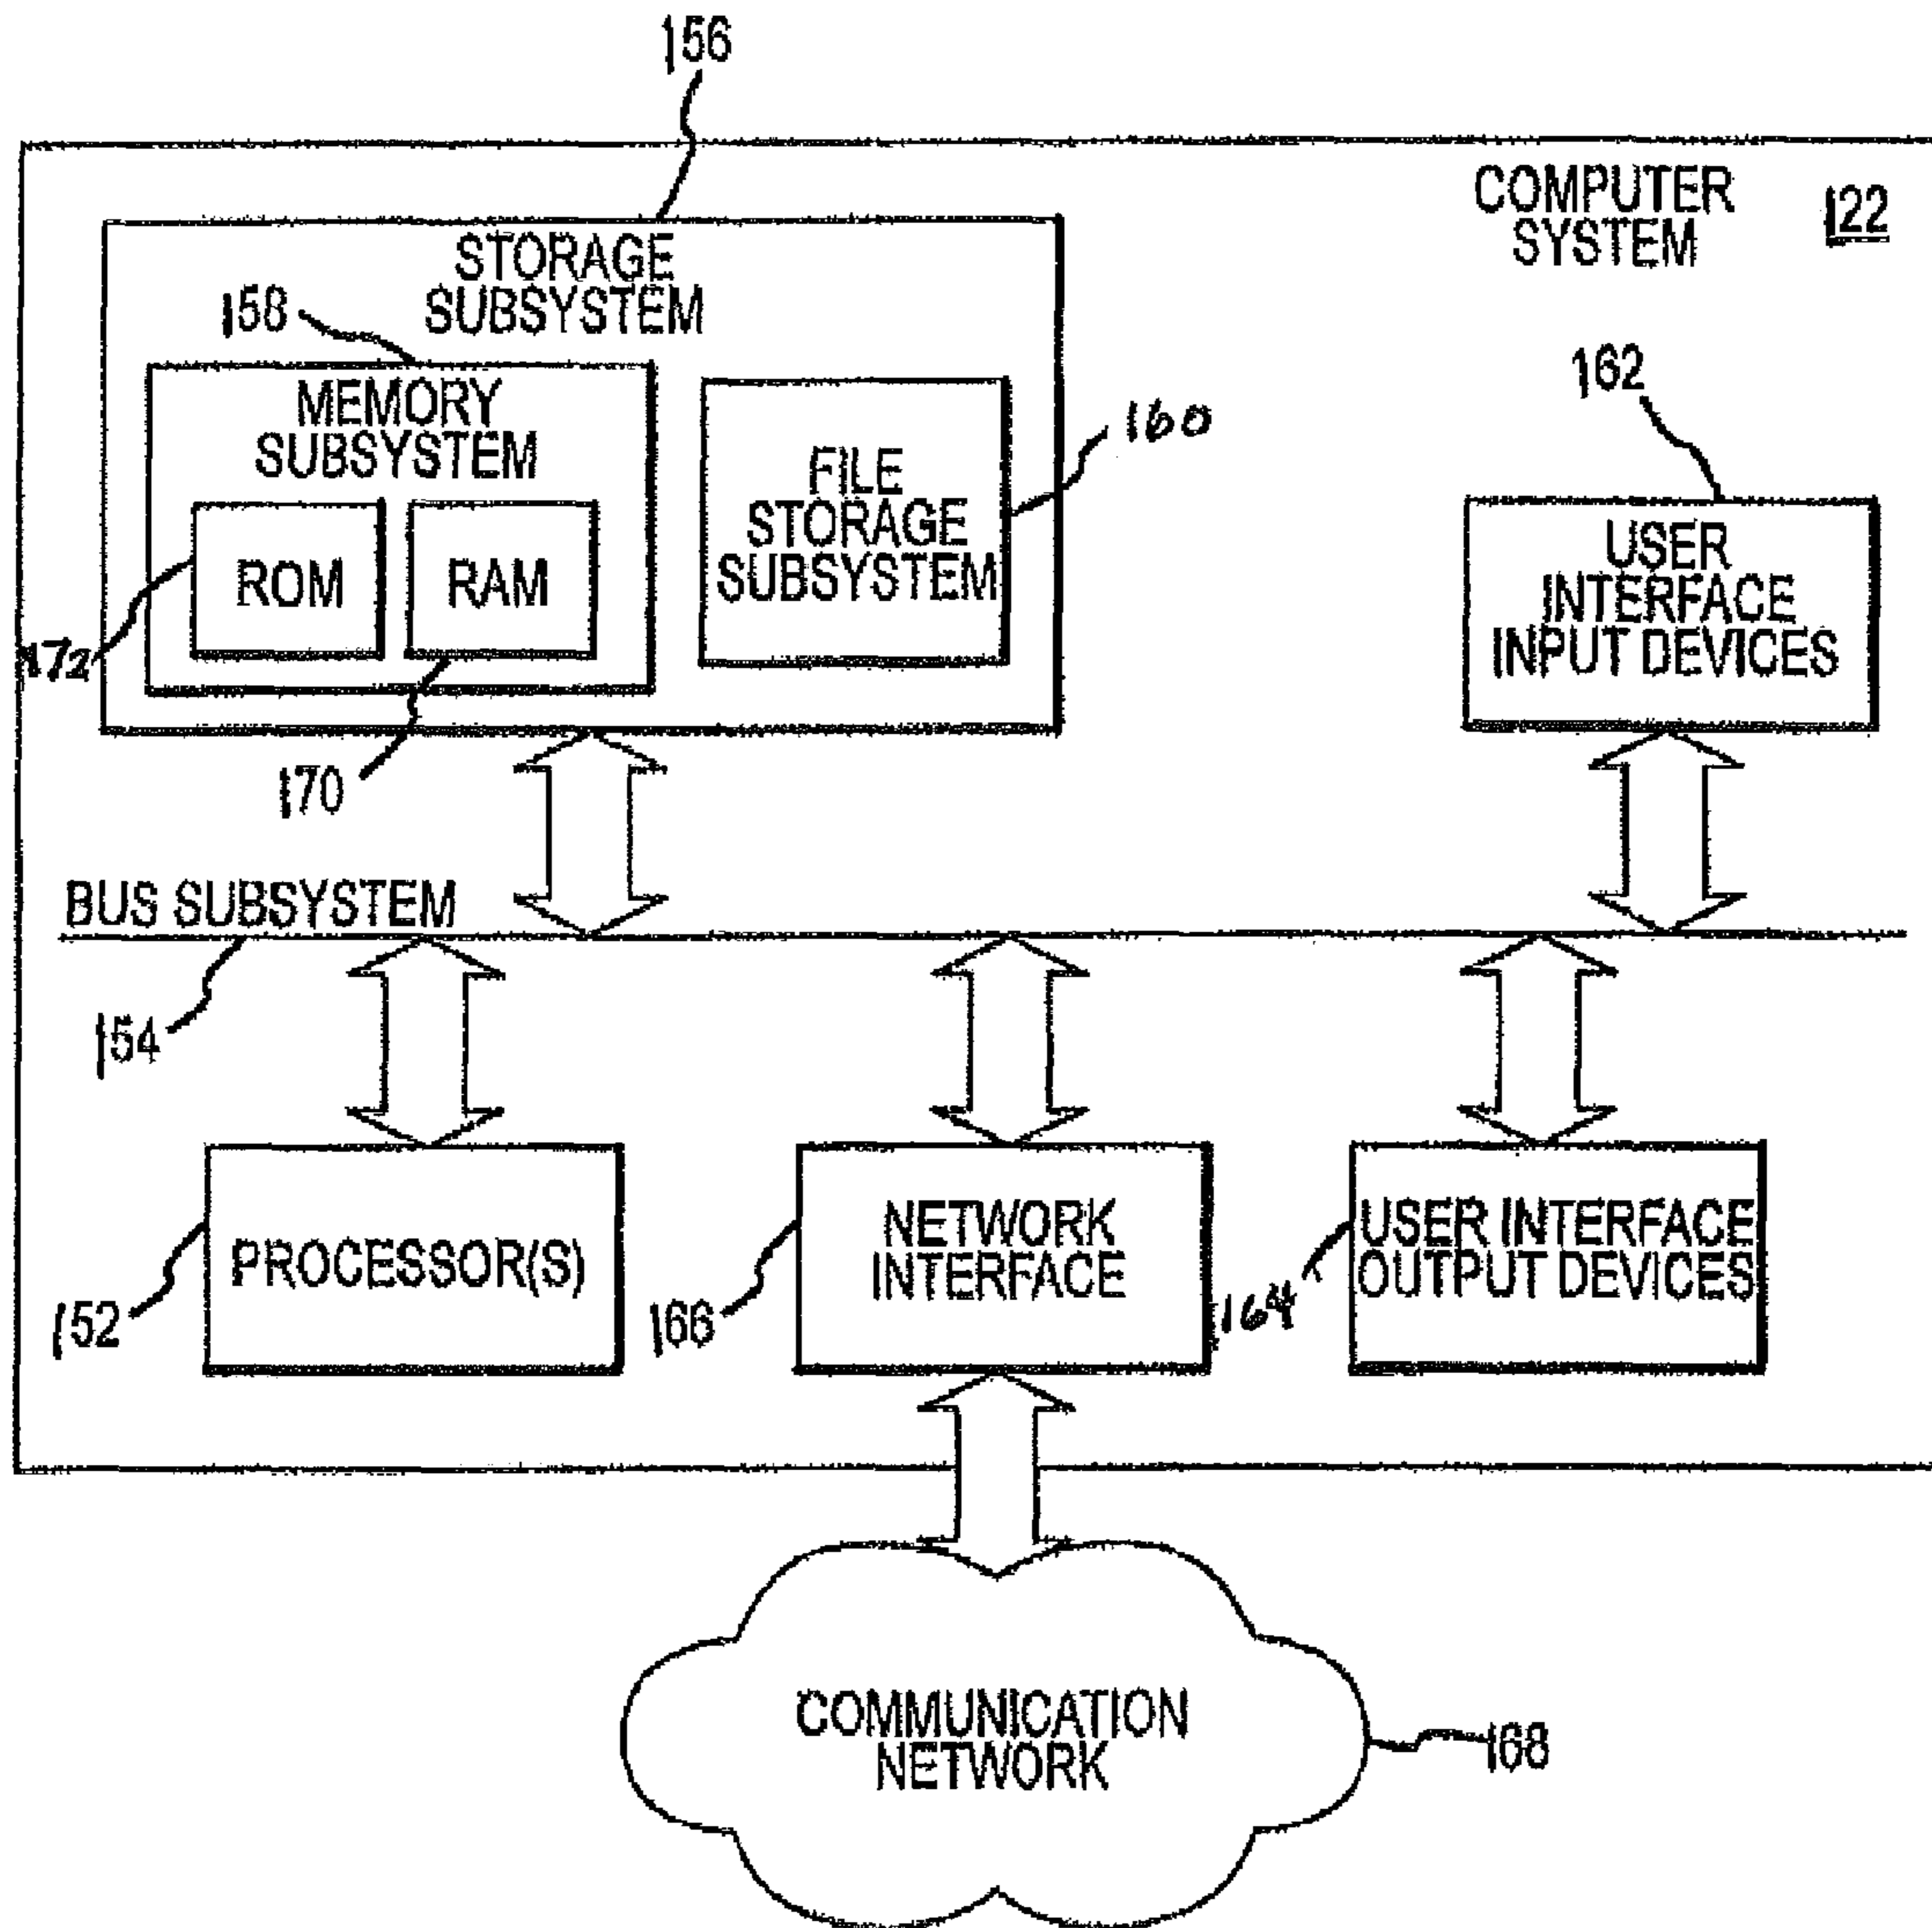 156
COMPUTER
SYSTEM
122
STORAGE
SUBSYSTEM
158
MEMORY
SUBSYSTEM
162
160
FILE
STORAGE
SUBSYSTEM
ROM
RAM
USER
INTERFACE
INPUT DEVICES
172
170
BUS SUBSYSTEM
154
PROCESSOR(S)
NETWORK
INTERFACE
USER INTERFACE
OUTPUT DEVICES
152
166
164
COMMUNICATION
NETWORK
168